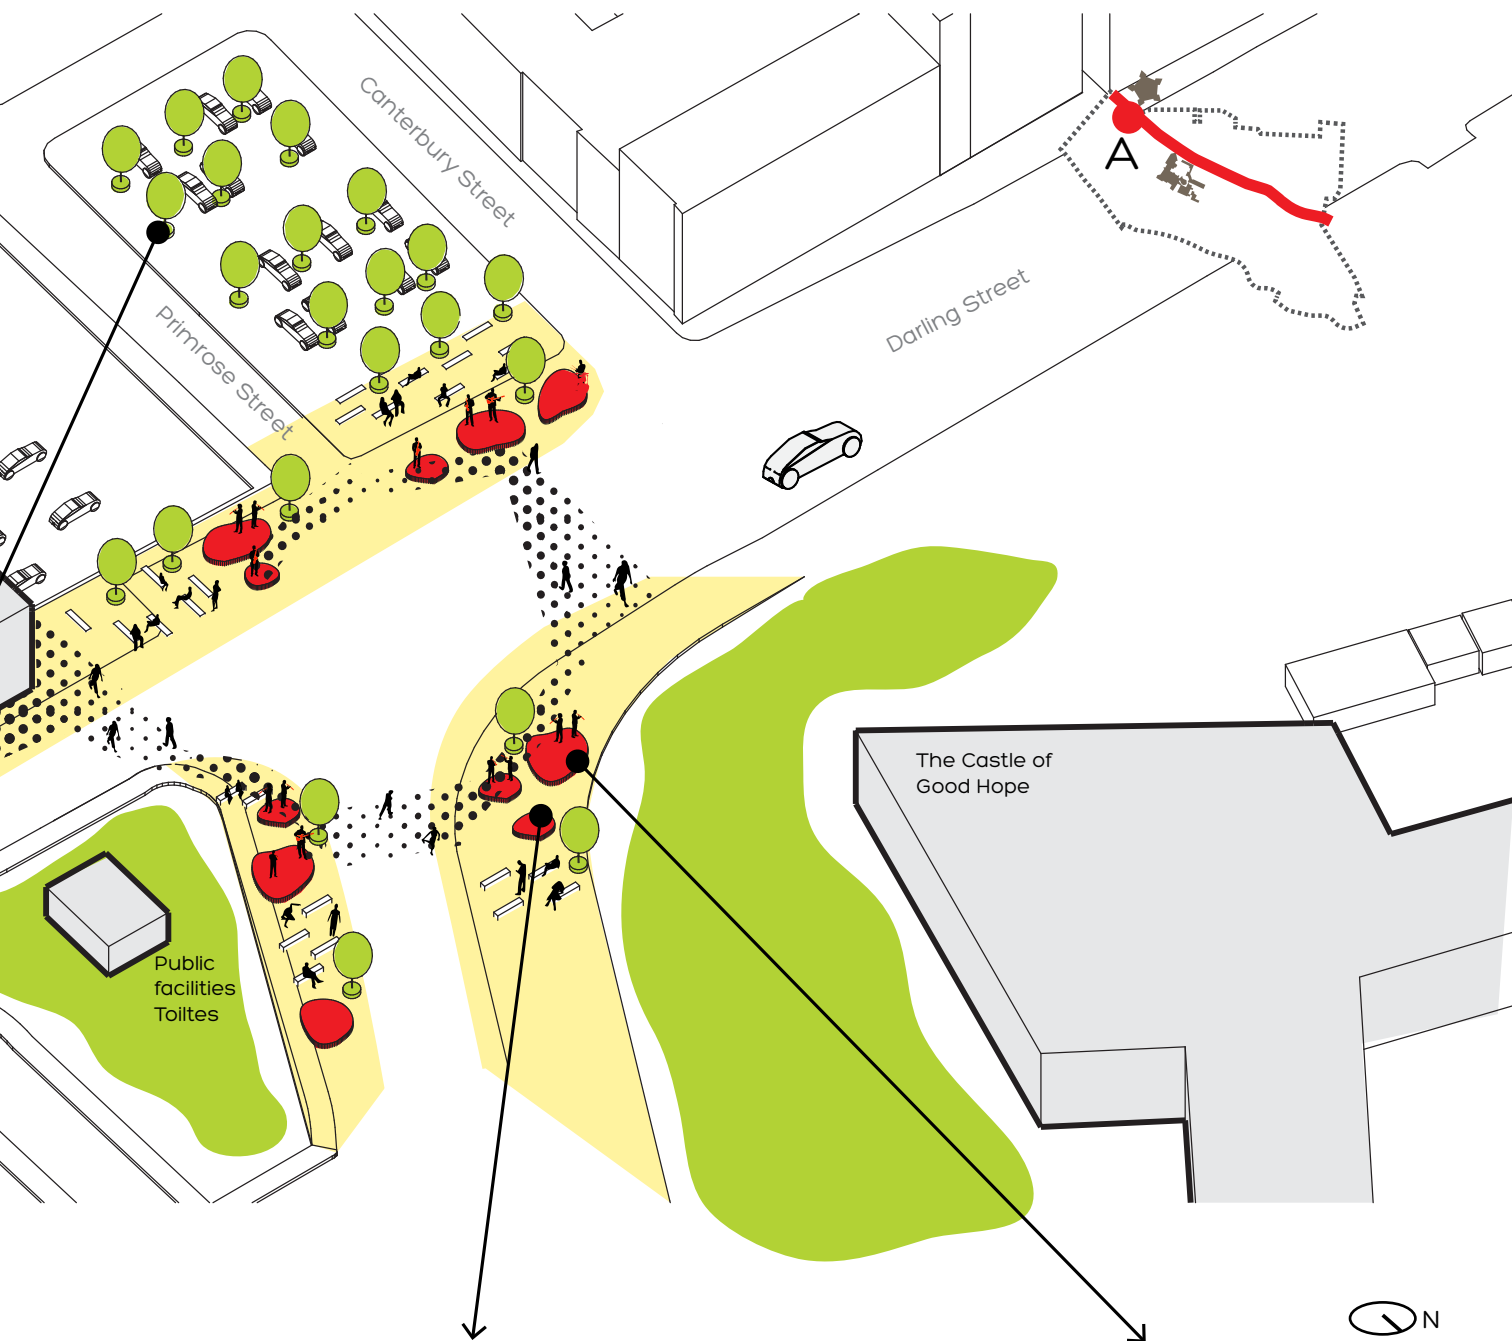 Canterbury Street
A
Darling Street
Primrose Street
The Castle of
Good Hope
Public
facilities
Toiltes
N